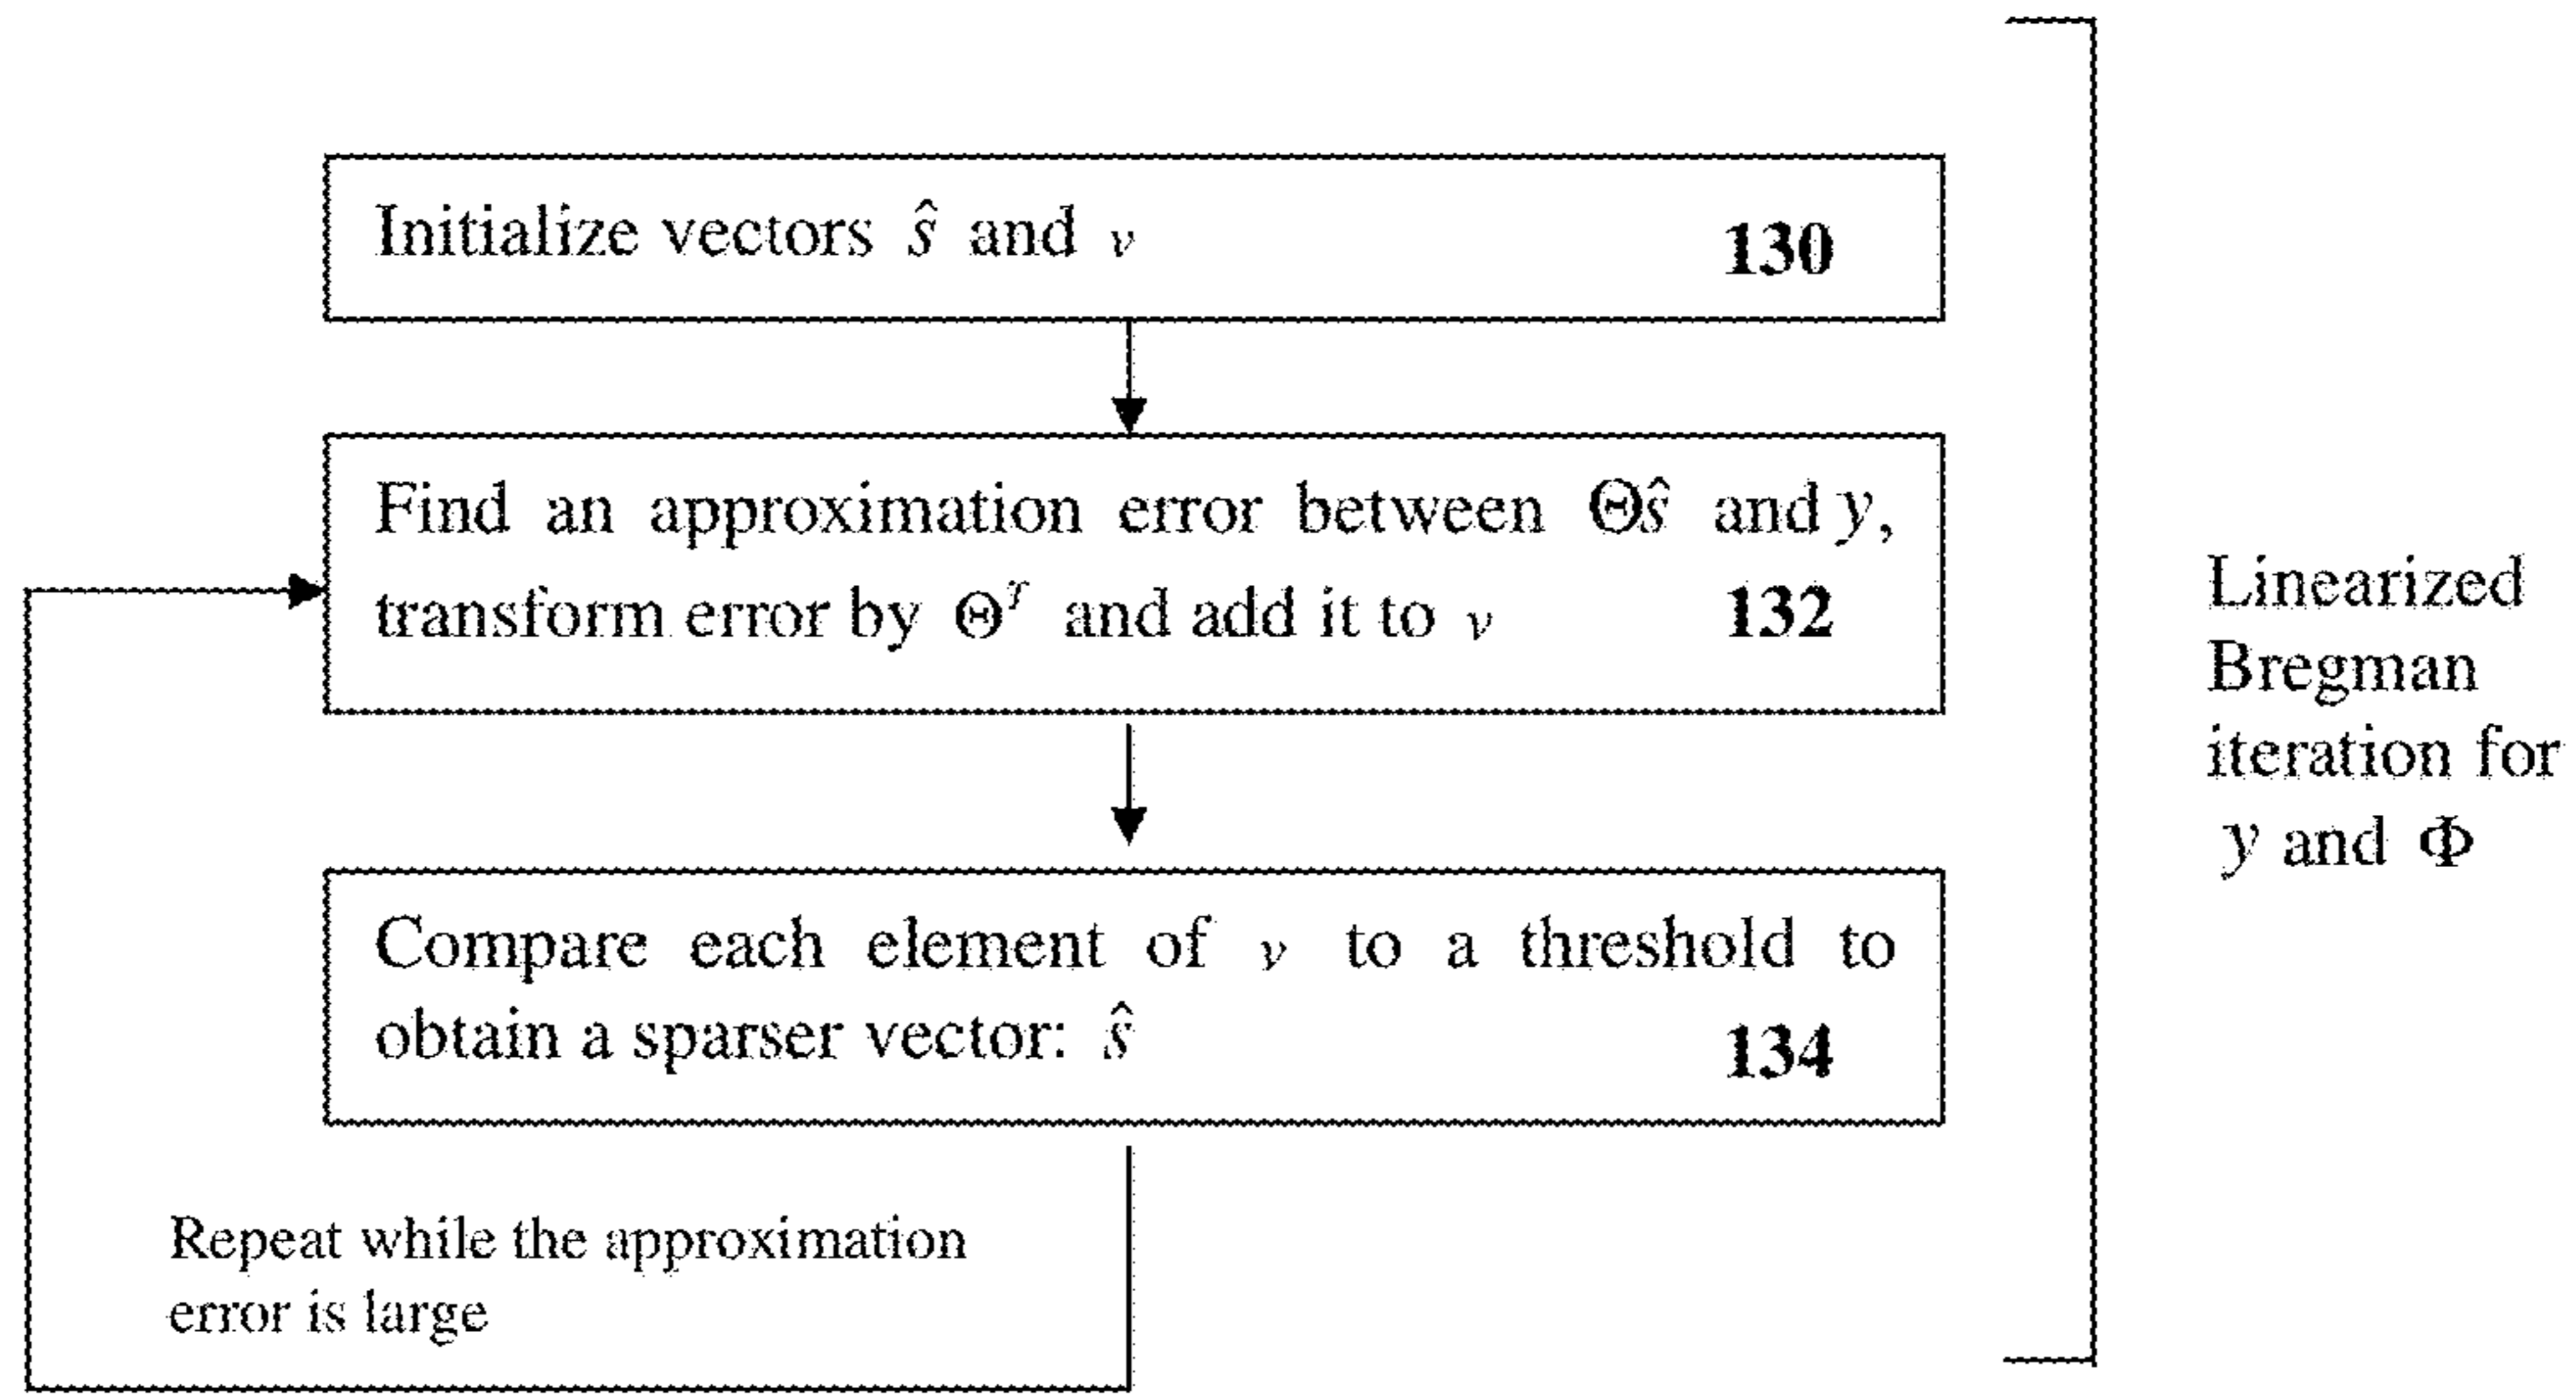 Initialize vectors ŝ and v
130
Find an approximation error between Θŝ and y,
transform error by Θᵀ and add it to v 132
Compare each element of v to a threshold to
obtain a sparser vector: ŝ
134
Repeat while the approximation
error is large
Linearized
Bregman
iteration for
y and Φ